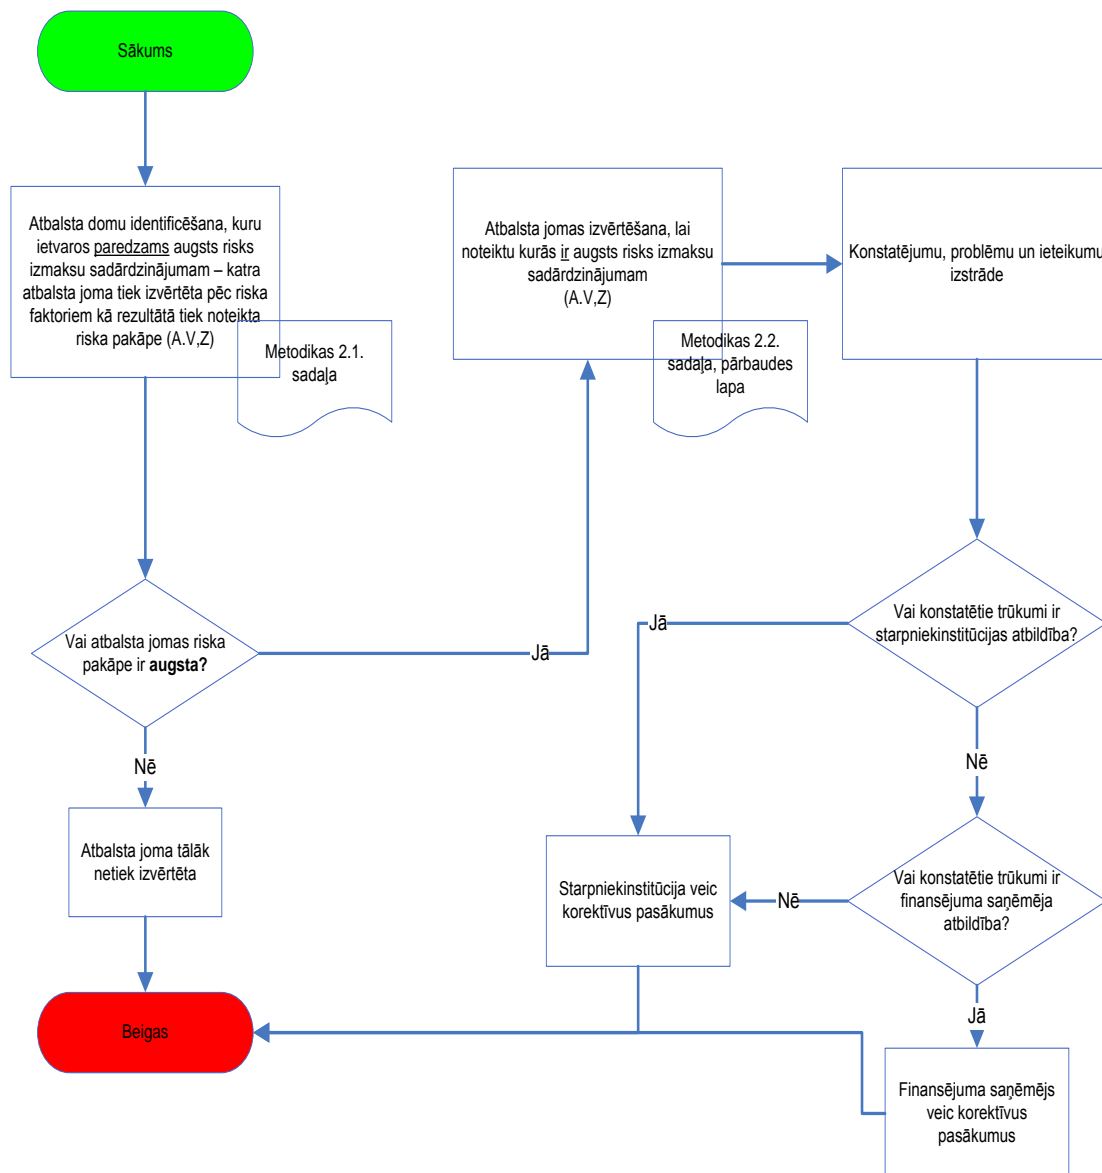 Sākums
Atbalsta domu identificēšana, kuru
ietvaros paredzams augsts risks
izmaksu sadārdzinājumam – katra
atbalsta joma tiek izvērtēta pēc riska
faktoriem kā rezultātā tiek noteikta
riska pakāpe (A.V,Z)
Metodikas 2.1.
sadaļa
Vai atbalsta jomas riska
pakāpe ir augsta?
Jā
Nē
Atbalsta joma tālāk
netiek izvērtēta
Beigas
Atbalsta jomas izvērtēšana, lai
noteiktu kurās ir augsts risks izmaksu
sadārdzinājumam
(A.V,Z)
Metodikas 2.2.
sadaļa, pārbaudes
lapa
Konstatējumu, problēmu un ieteikumu
izstrāde
Vai konstatētie trūkumi ir
starpniekinstitūcijas atbildība?
Jā
Nē
Starpniekinstitūcija veic
korektīvus pasākumus
Vai konstatētie trūkumi ir
finansējuma saņēmēja
atbildība?
Nē
Jā
Finansējuma saņēmējs
veic korektīvus
pasākumus